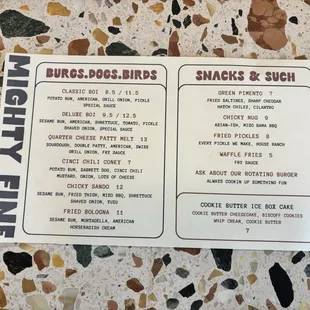 MIGHTY FINE
BURGS.DOGS.BIRDS
CLASSIC BOI 8.5 / 11.5
POTATO BUN, AMERICAN, GRILL ONION, PICKLE
SPECIAL SAUCE
DELUXE BOI 9.5 / 12.5
SESAME BUN, AMERICAN, SHRETTUCE, TOMATO, PICKLE
SHAVED ONION, SPECIAL SAUCE
QUARTER CHEESE PATTY MELT 13
SOURDOUGH, DOUBLE PATTY, AMERICAN, SWISS
GRILL ONION, FRY SAUCE
CINCI CHILI CONEY 7
POTATO BUN, GARRETT DOG, CINCI CHILI
MUSTARD, ONION, LOTS OF CHEESE
CHICKY SANDO 12
SESAME BUN, FRIED THIGH, MISO BBQ, SHRETTUCE
SHAVED ONION, YUZU
FRIED BOLOGNA 11
SESAME BUN, MORTADELLA, AMERICAN
HORSERADISH CREAM
SNACKS & SUCH
GREEN PIMENTO 7
FRIED SALTINES, SHARP CHEDDAR
HATCH CHILES, CILANTRO
CHICKY NUG 9
ASIAN-ISH, MISO SARA BBQ
FRIED PICKLES 8
EVERY PICKLE WE MAKE, HOUSE RANCH
WAFFLE FRIES 5
FRY SAUCE
ASK ABOUT OUR ROTATING BURGER
ALWAYS COOKIN UP SOMETHING FUN
COOKIE BUTTER ICE BOX CAKE
COOKIE BUTTER CHEESECAKE, BISCOFF COOKIES
WHIP CREAM, COOKIE BUTTER
7